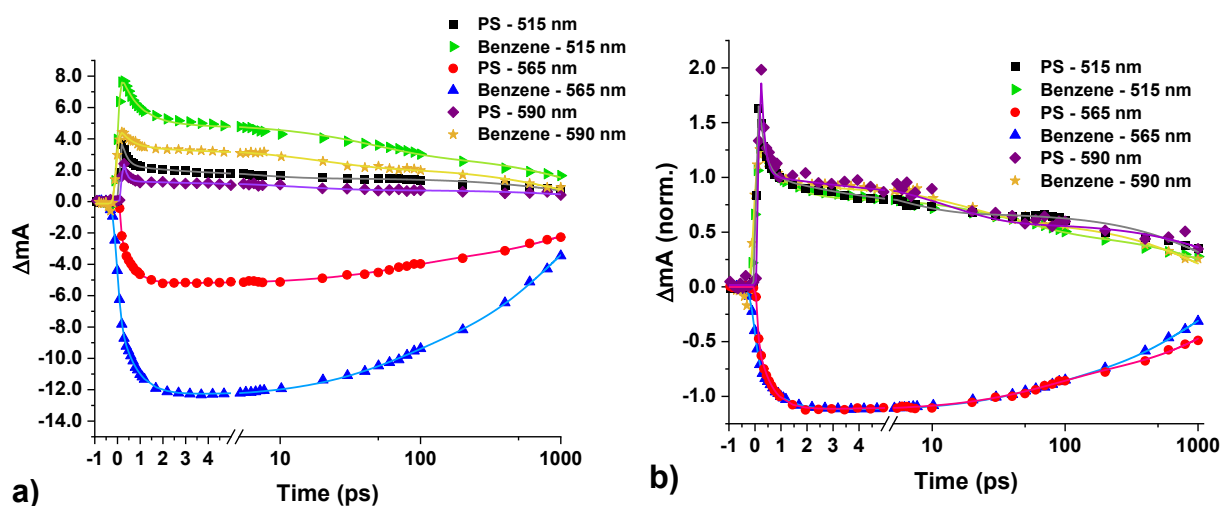 PS - 515 nm
Benzene - 515 nm
PS - 565 nm
Benzene - 565 nm
PS - 590 nm
Benzene - 590 nm
8.0
6.0
4.0
2.0
0.0
-2.0
-4.0
-6.0
-8.0
-10.0
-12.0
-14.0
ΔmA
-1 0 1 2 3 4 10 100 1000
Time (ps)
a)
PS - 515 nm
Benzene - 515 nm
PS - 565 nm
Benzene - 565 nm
PS - 590 nm
Benzene - 590 nm
2.0
1.5
1.0
0.5
0.0
-0.5
-1.0
ΔmA (norm.)
-1 0 1 2 3 4 10 100 1000
Time (ps)
b)